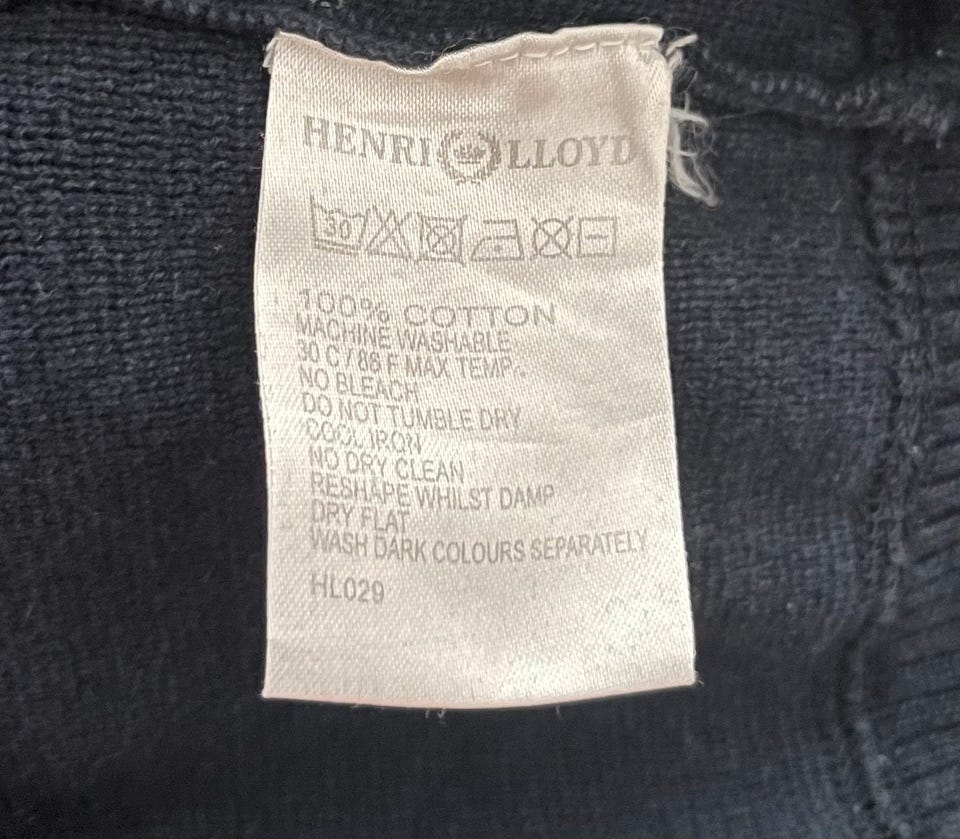 HENRI LLOYD
30
100% COTTON
MACHINE WASHABLE
30 C / 86 F MAX TEMP.
NO BLEACH
DO NOT TUMBLE DRY
COOL IRON
NO DRY CLEAN
RESHAPE WHILST DAMP
DRY FLAT
WASH DARK COLOURS SEPARATELY
HL029